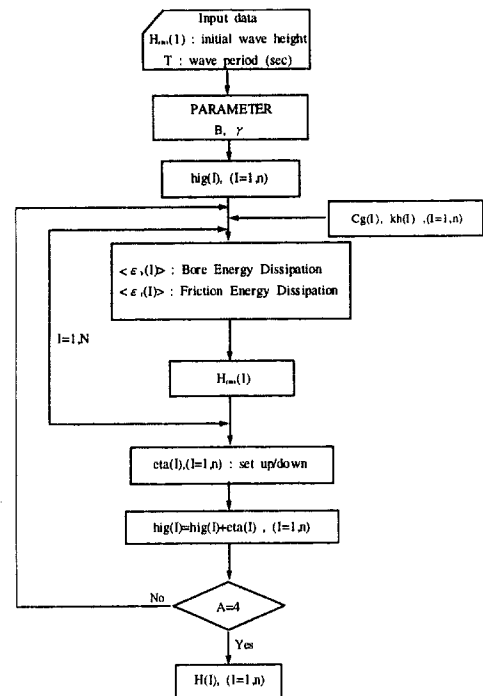 Input data
Hrms(1) : initial wave height
T : wave period (sec)
PARAMETER
B, γ
hig(I), (I=1,n)
Cg(I), kh(I) ,(I=1,n)
<εb(I)> : Bore Energy Dissipation
<εf(I)> : Friction Energy Dissipation
I=1,N
Hrms(I)
eta(I),(I=1,n) : set up/down
hig(I)=hig(I)+eta(I) , (I=1,n)
No
A=4
Yes
H(I), (I=1,n)